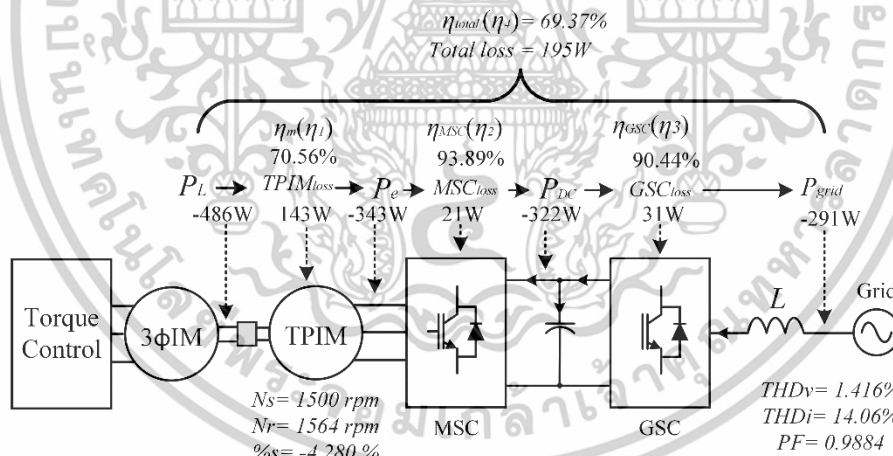 ηtotal(η4)= 69.37%
Total loss = 195W
ηm(η1) ηMSC(η2) ηGSC(η3)
70.56% 93.89% 90.44%
PL TPIMloss Pe MSCloss PDC GSCloss Pgrid
-486W 143W -343W 21W -322W 31W -291W
Torque Control
3ϕIM
TPIM
L
Grid
Ns= 1500 rpm
Nr= 1564 rpm
%s= -4.280 %
MSC
GSC
THDv= 1.416%
THDi= 14.06%
PF= 0.9884